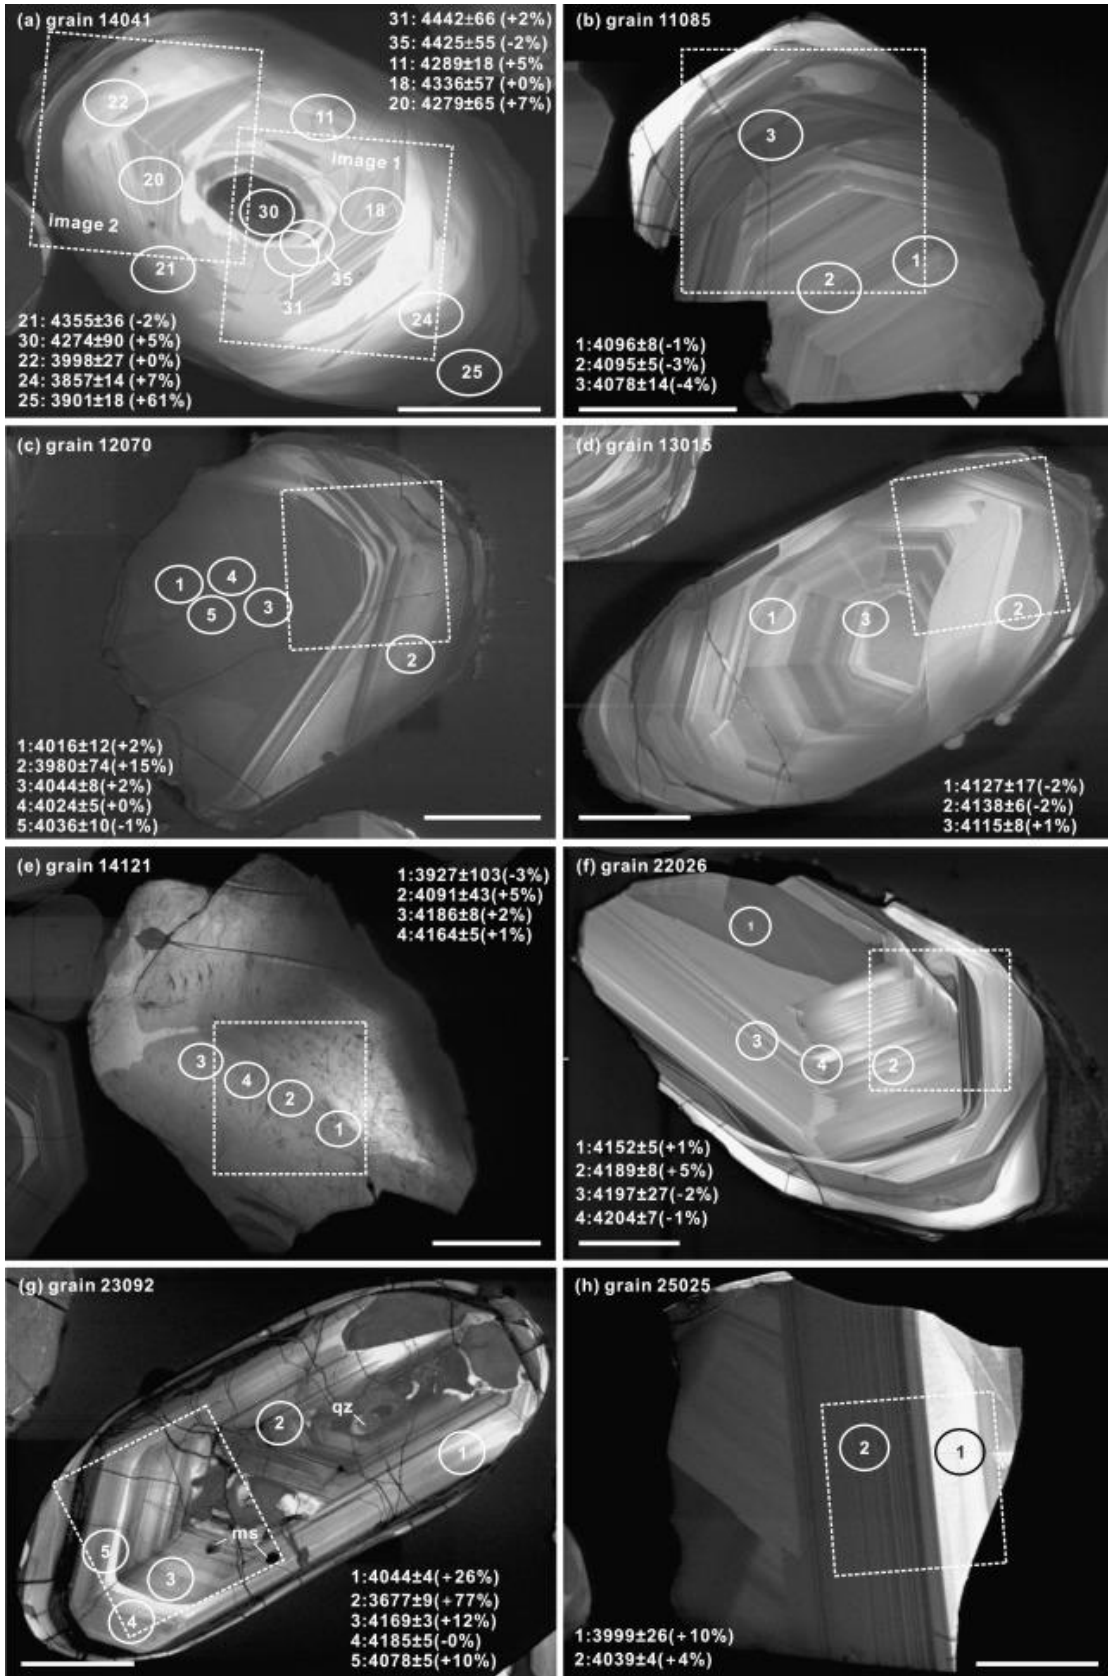 (a) grain 14041
31: 4442±66 (+2%)
35: 4425±55 (-2%)
11: 4289±18 (+5%
18: 4336±57 (+0%)
20: 4279±65 (+7%)
22
11
image 1
20
30
18
image 2
21
35
31
24
25
21: 4355±36 (-2%)
30: 4274±90 (+5%)
22: 3998±27 (+0%)
24: 3857±14 (+7%)
25: 3901±18 (+61%)
(b) grain 11085
3
1
2
1:4096±8(-1%)
2:4095±5(-3%)
3:4078±14(-4%)
(c) grain 12070
1
4
5
3
2
1:4016±12(+2%)
2:3980±74(+15%)
3:4044±8(+2%)
4:4024±5(+0%)
5:4036±10(-1%)
(d) grain 13015
1
3
2
1:4127±17(-2%)
2:4138±6(-2%)
3:4115±8(+1%)
(e) grain 14121
1:3927±103(-3%)
2:4091±43(+5%)
3:4186±8(+2%)
4:4164±5(+1%)
3
4
2
1
(f) grain 22026
1
3
4
2
1:4152±5(+1%)
2:4189±8(+5%)
3:4197±27(-2%)
4:4204±7(-1%)
(g) grain 23092
qz
2
1
ms
5
3
4
1:4044±4(+26%)
2:3677±9(+77%)
3:4169±3(+12%)
4:4185±5(-0%)
5:4078±5(+10%)
(h) grain 25025
2
1
1:3999±26(+10%)
2:4039±4(+4%)